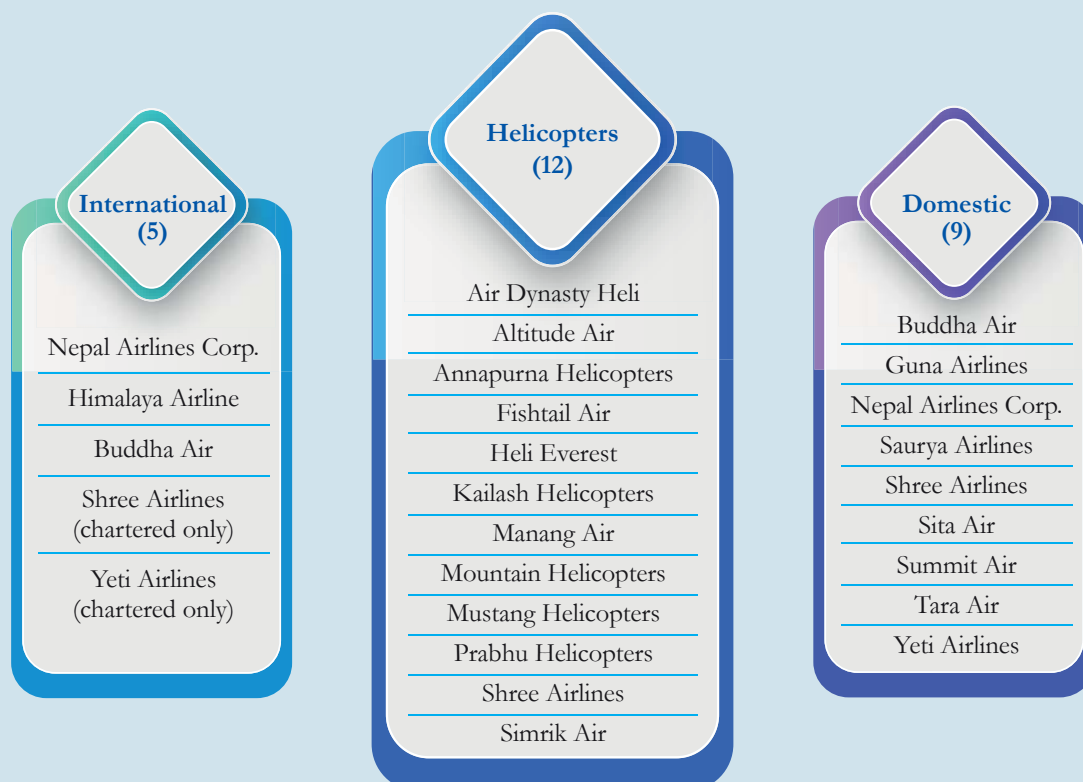 International
(5)
Nepal Airlines Corp.
Himalaya Airline
Buddha Air
Shree Airlines
(chartered only)
Yeti Airlines
(chartered only)
Helicopters
(12)
Air Dynasty Heli
Altitude Air
Annapurna Helicopters
Fishtail Air
Heli Everest
Kailash Helicopters
Manang Air
Mountain Helicopters
Mustang Helicopters
Prabhu Helicopters
Shree Airlines
Simrik Air
Domestic
(9)
Buddha Air
Guna Airlines
Nepal Airlines Corp.
Saurya Airlines
Shree Airlines
Sita Air
Summit Air
Tara Air
Yeti Airlines